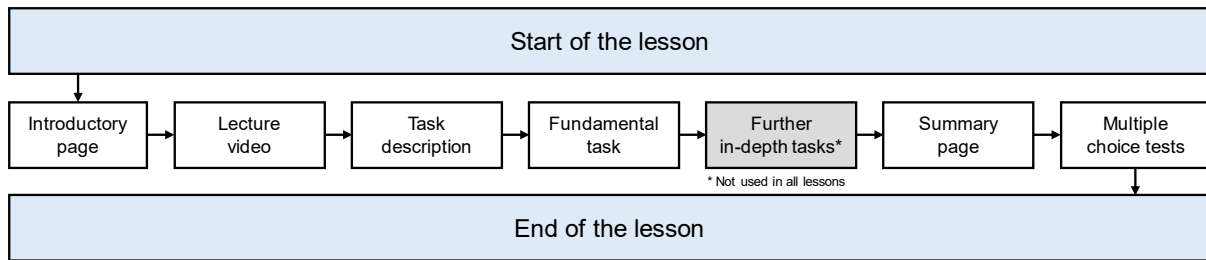 Start of the lesson
Introductory
page
Lecture
video
Task
description
Fundamental
task
Further
in-depth tasks*
Summary
page
Multiple
choice tests
* Not used in all lessons
End of the lesson